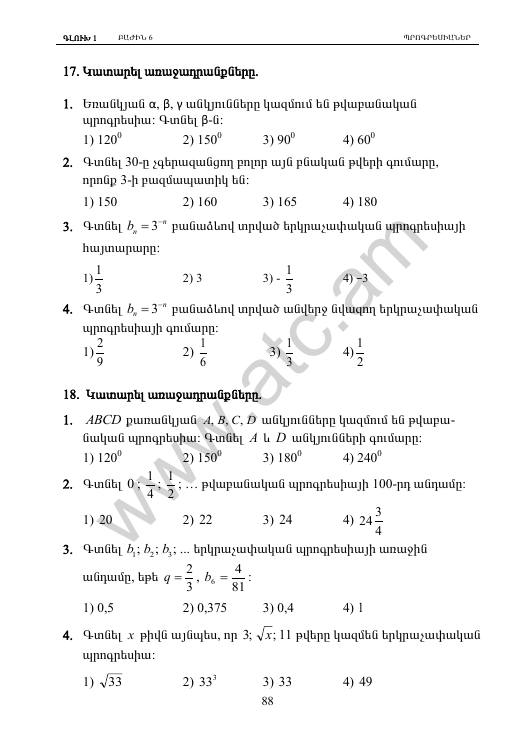 ԳԼՈՒԽ 1 ԲԱԺԻՆ 6 ՊՐՈԳՐԵՍԻԱՆԵՐ
17. Կատարել առաջադրանքները.
1. Եռանկյան α, β, γ անկյունները կազմում են թվաբանական
պրոգրեսիա: Գտնել β-ն:
1) 120⁰ 2) 150⁰ 3) 90⁰ 4) 60⁰
2. Գտնել 30-ը չգերազանցող բոլոր այն բնական թվերի գումարը,
որոնք 3-ի բազմապատիկ են:
1) 150 2) 160 3) 165 4) 180
3. Գտնել bₙ = 3⁻ⁿ բանաձևով տրված երկրաչափական պրոգրեսիայի
հայտարարը:
1) 1/3 2) 3 3) - 1/3 4) −3
4. Գտնել bₙ = 3⁻ⁿ բանաձևով տրված անվերջ նվազող երկրաչափական
պրոգրեսիայի գումարը:
1) 2/9 2) 1/6 3) 1/3 4) 1/2
18. Կատարել առաջադրանքները.
1. ABCD քառանկյան A, B, C, D անկյունները կազմում են թվաբա-
նական պրոգրեսիա: Գտնել A և D անկյունների գումարը:
1) 120⁰ 2) 150⁰ 3) 180⁰ 4) 240⁰
2. Գտնել 0 ; 1/4 ; 1/2 ; … թվաբանական պրոգրեսիայի 100-րդ անդամը:
1) 20 2) 22 3) 24 4) 24 3/4
3. Գտնել b₁; b₂; b₃; ... երկրաչափական պրոգրեսիայի առաջին
անդամը, եթե q = 2/3 , b₆ = 4/81 :
1) 0,5 2) 0,375 3) 0,4 4) 1
4. Գտնել x թիվն այնպես, որ 3; √x; 11 թվերը կազմեն երկրաչափական
պրոգրեսիա:
1) √33 2) 33³ 3) 33 4) 49
88
www.atc.am